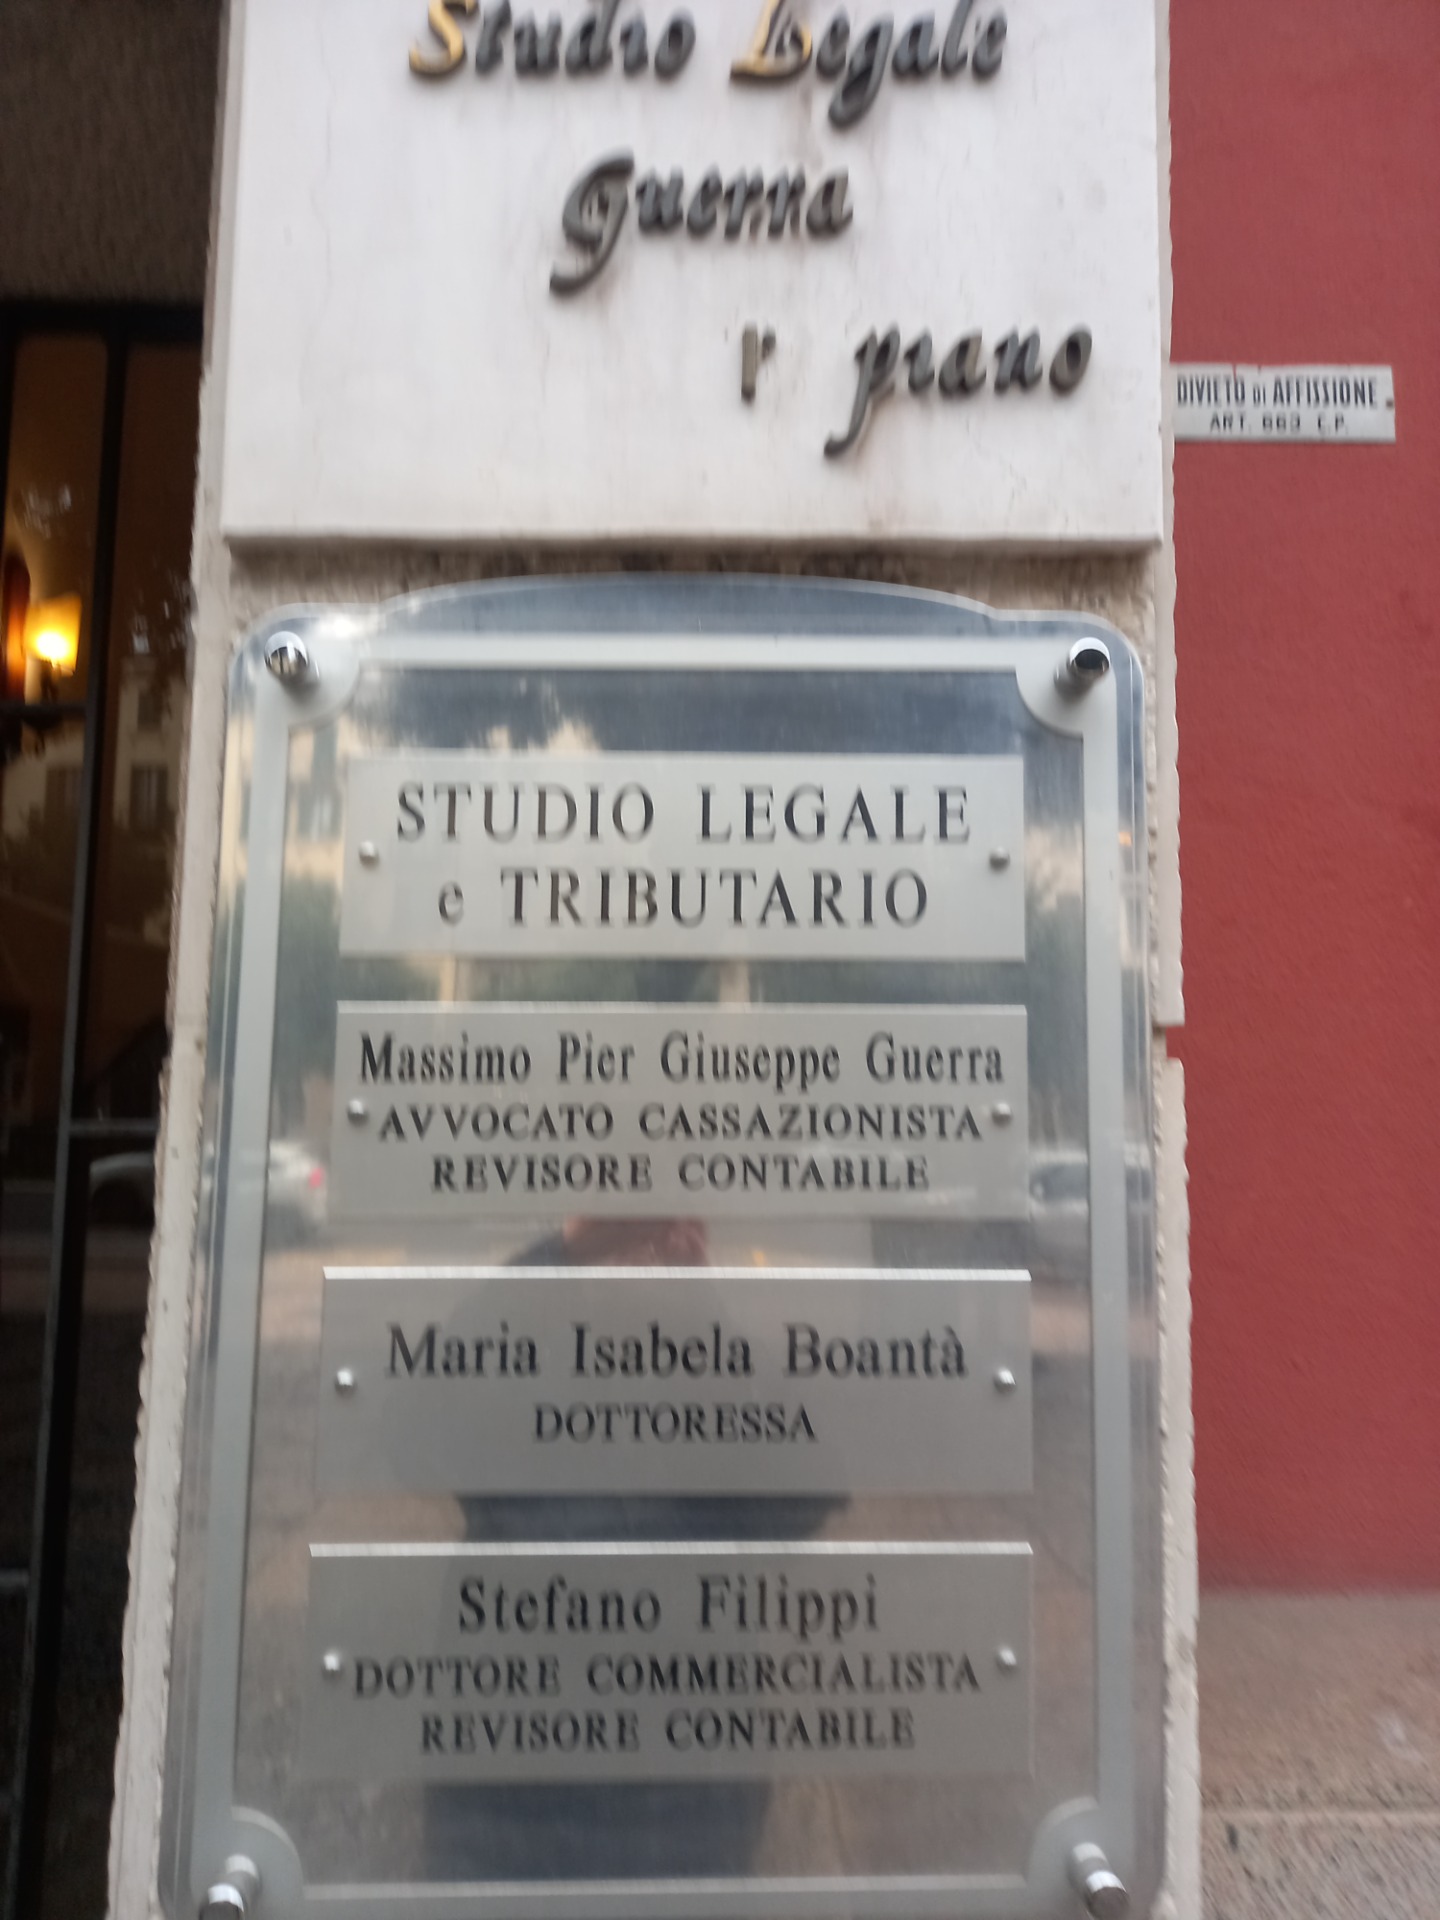 Studio Legale
Guerra
1° piano
DIVIETO DI AFFISSIONE
ART. 663 C.P.
STUDIO LEGALE
e TRIBUTARIO
Massimo Pier Giuseppe Guerra
AVVOCATO CASSAZIONISTA
REVISORE CONTABILE
Maria Isabela Boantà
DOTTORESSA
Stefano Filippi
DOTTORE COMMERCIALISTA
REVISORE CONTABILE